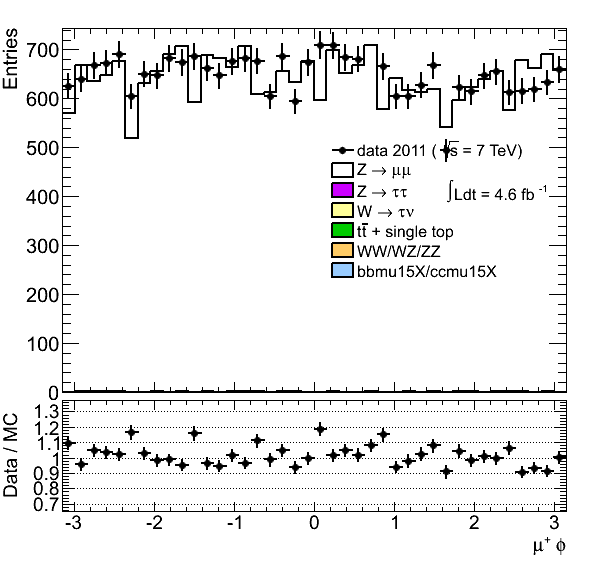 Entries
700
600
500
400
300
200
100
0
data 2011 ( √s = 7 TeV)
Z → μμ
Z → ττ
∫Ldt = 4.6 fb⁻¹
W → τν
tt̅ + single top
WW/WZ/ZZ
bbmu15X/ccmu15X
Data / MC
1.3
1.2
1.1
1.0
0.9
0.8
0.7
-3 -2 -1 0 1 2 3
μ⁺ ϕ